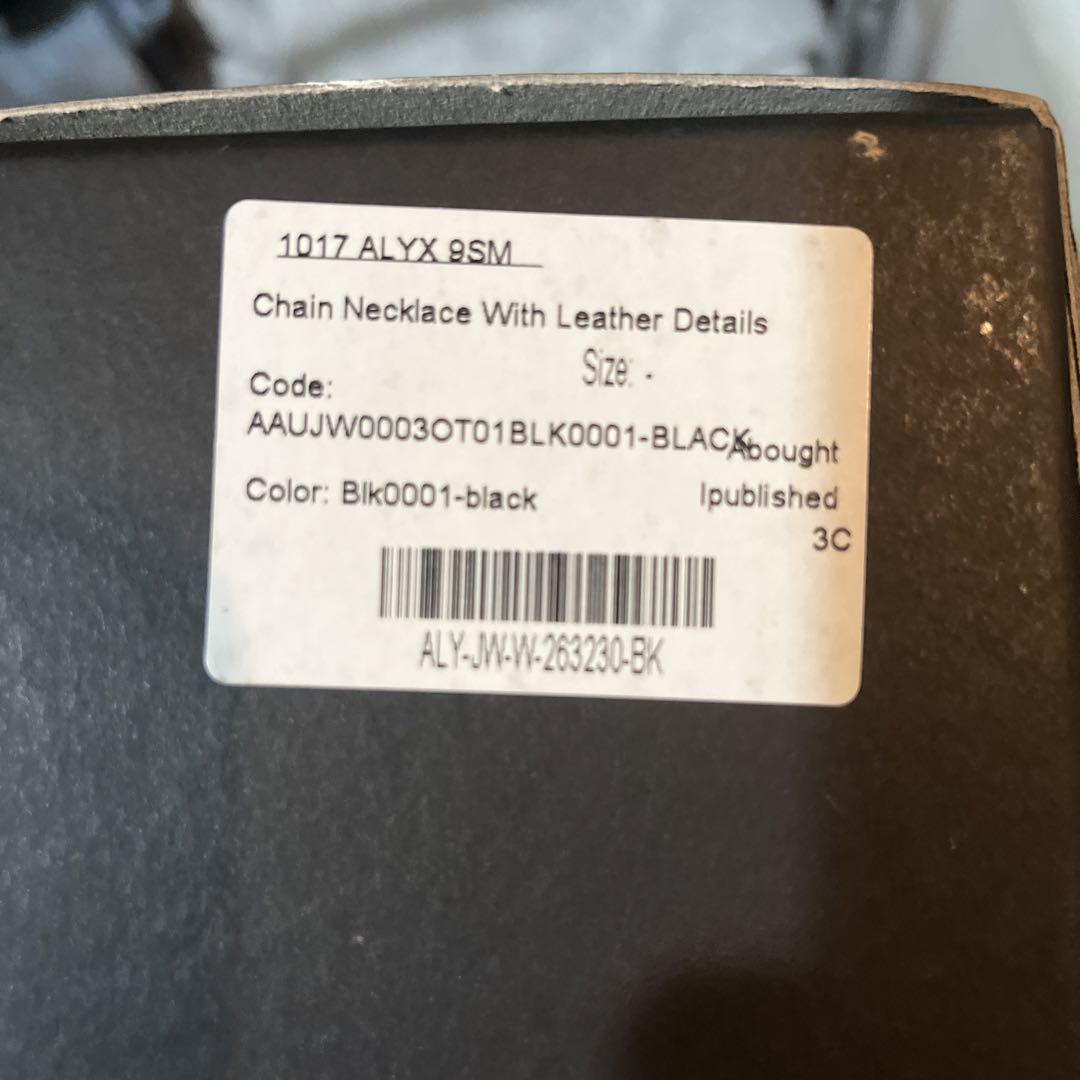 1017 ALYX 9SM
Chain Necklace With Leather Details
Size: -
Code:
AAUJW0003OT01BLK0001-BLACK
Abought
Color: Blk0001-black
Ipublished
3C
ALY-JW-W-263230-BK